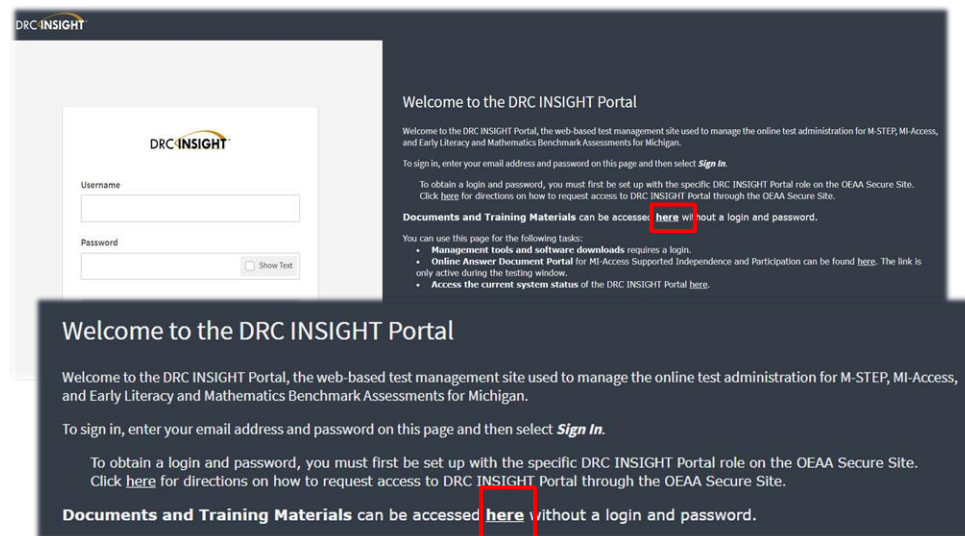 DRC INSIGHT
DRC INSIGHT
Username
Password
Show Text
Welcome to the DRC INSIGHT Portal
Welcome to the DRC INSIGHT Portal, the web-based test management site used to manage the online test administration for M-STEP, MI-Access,
and Early Literacy and Mathematics Benchmark Assessments for Michigan.
To sign in, enter your email address and password on this page and then select Sign In.
To obtain a login and password, you must first be set up with the specific DRC INSIGHT Portal role on the OEAA Secure Site.
Click here for directions on how to request access to DRC INSIGHT Portal through the OEAA Secure Site.
Documents and Training Materials can be accessed here without a login and password.
You can use this page for the following tasks:
• Management tools and software downloads requires a login.
• Online Answer Document Portal for MI-Access Supported Independence and Participation can be found here. The link is
only active during the testing window.
• Access the current system status of the DRC INSIGHT Portal here.
Welcome to the DRC INSIGHT Portal
Welcome to the DRC INSIGHT Portal, the web-based test management site used to manage the online test administration for M-STEP, MI-Access,
and Early Literacy and Mathematics Benchmark Assessments for Michigan.
To sign in, enter your email address and password on this page and then select Sign In.
To obtain a login and password, you must first be set up with the specific DRC INSIGHT Portal role on the OEAA Secure Site.
Click here for directions on how to request access to DRC INSIGHT Portal through the OEAA Secure Site.
Documents and Training Materials can be accessed here without a login and password.